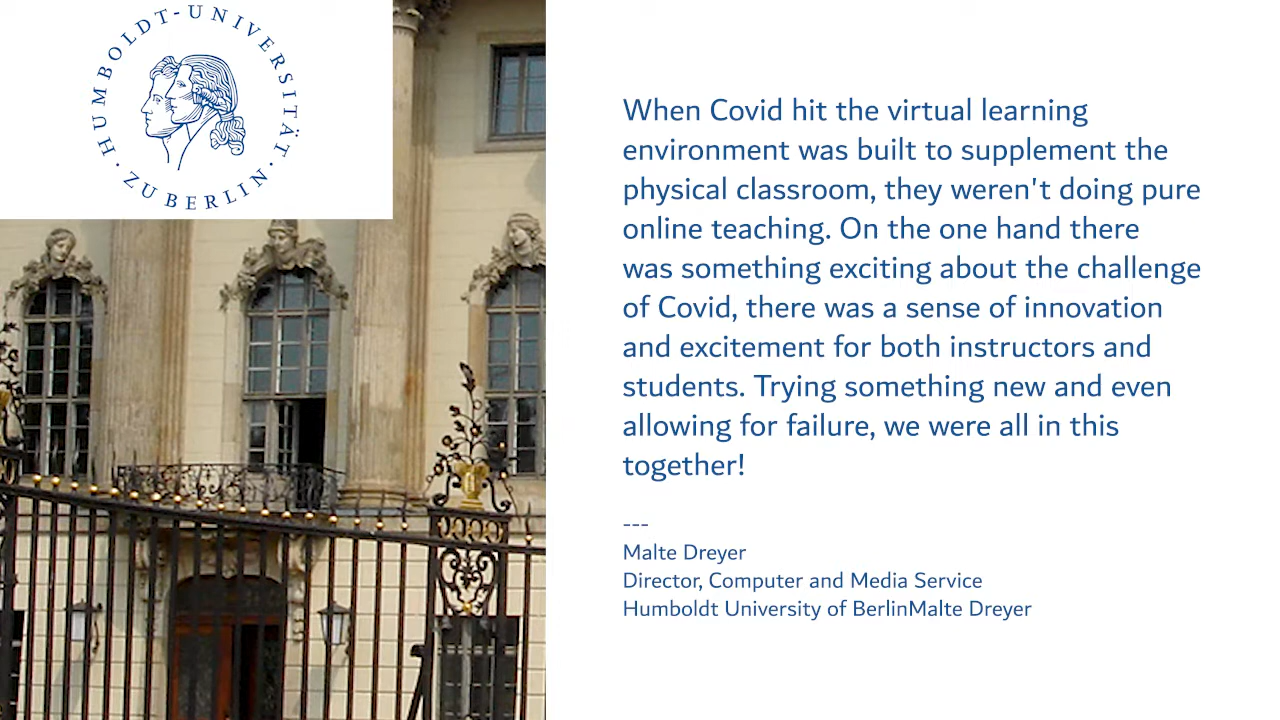 HUMBOLDT-UNIVERSITÄT
· ZU BERLIN ·
When Covid hit the virtual learning
environment was built to supplement the
physical classroom, they weren't doing pure
online teaching. On the one hand there
was something exciting about the challenge
of Covid, there was a sense of innovation
and excitement for both instructors and
students. Trying something new and even
allowing for failure, we were all in this
together!
---
Malte Dreyer
Director, Computer and Media Service
Humboldt University of BerlinMalte Dreyer